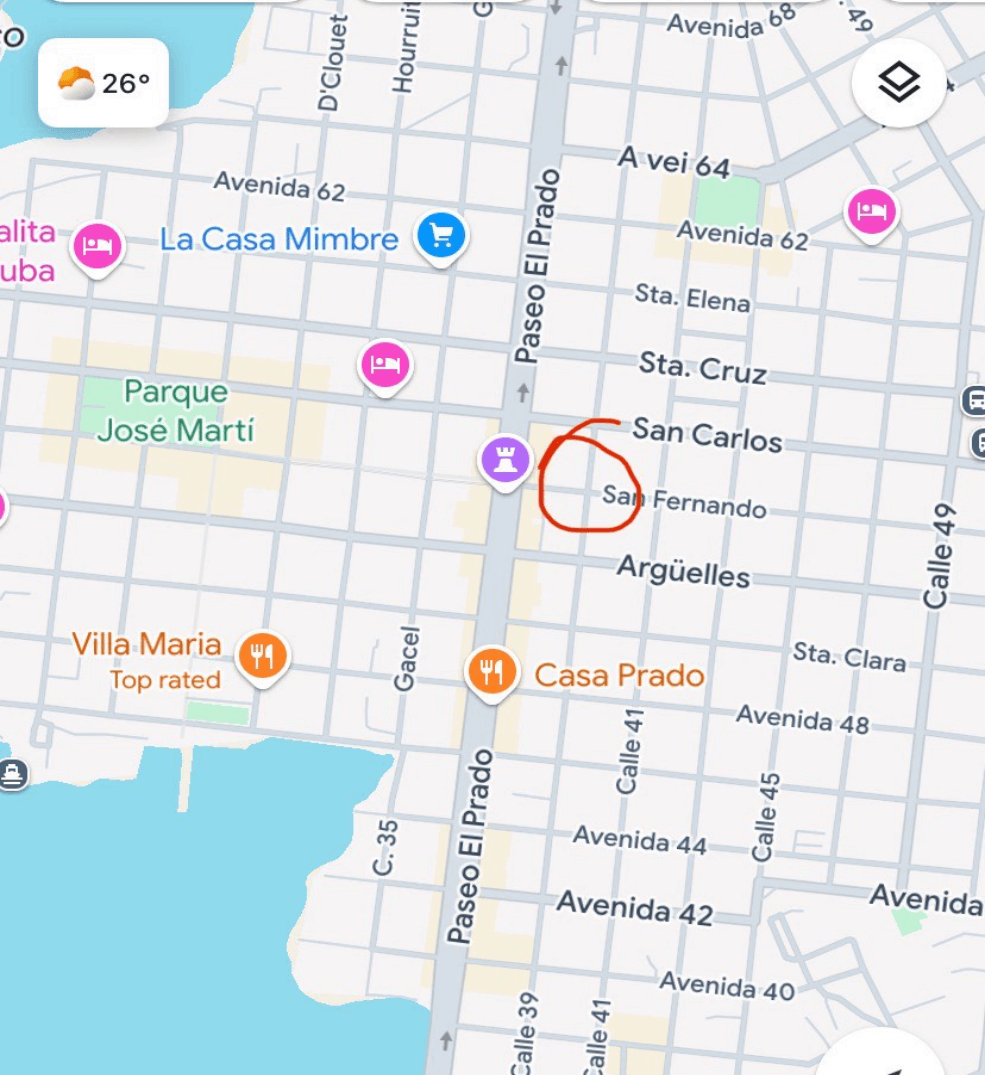 Avenida 68
49
D'Clouet
Hourruit
26°
A vei 64
Avenida 62
Paseo El Prado
La Casa Mimbre
Avenida 62
alita
uba
Sta. Elena
Sta. Cruz
Parque
José Martí
San Carlos
San Fernando
Calle 49
Argüelles
Villa Maria
Top rated
Gacel
Casa Prado
Sta. Clara
Avenida 48
Calle 41
Paseo El Prado
Calle 45
C. 35
Avenida 44
Avenida 42
Avenida
Avenida 40
Calle 39
Calle 41